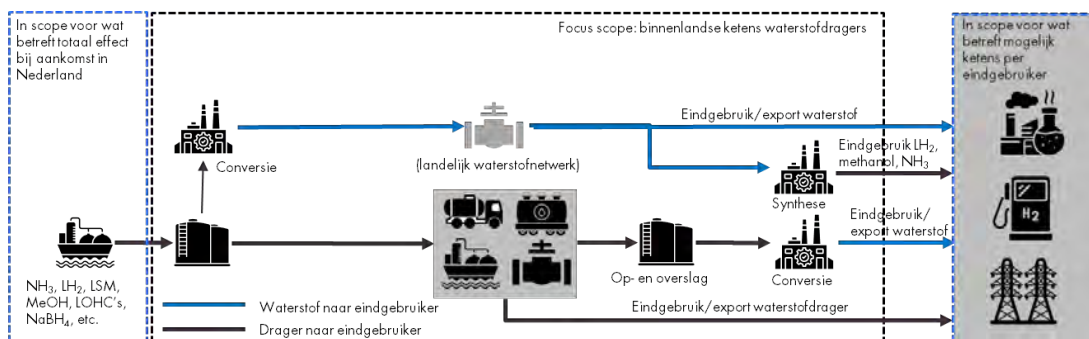 In scope voor wat
betreft totaal effect
bij aankomst in
Nederland
Focus scope: binnenlandse ketens waterstofdragers
In scope voor wat
betreft mogelijk
ketens per
eindgebruiker
Conversie
(landelijk waterstofnetwerk)
Eindgebruik/export waterstof
Eindgebruik LH₂,
methanol, NH₃
Synthese
Eindgebruik/
export waterstof
H₂
Op- en overslag
Conversie
NH₃, LH₂, LSM,
MeOH, LOHC's,
NaBH₄, etc.
Waterstof naar eindgebruiker
Drager naar eindgebruiker
Eindgebruik/export waterstofdrager